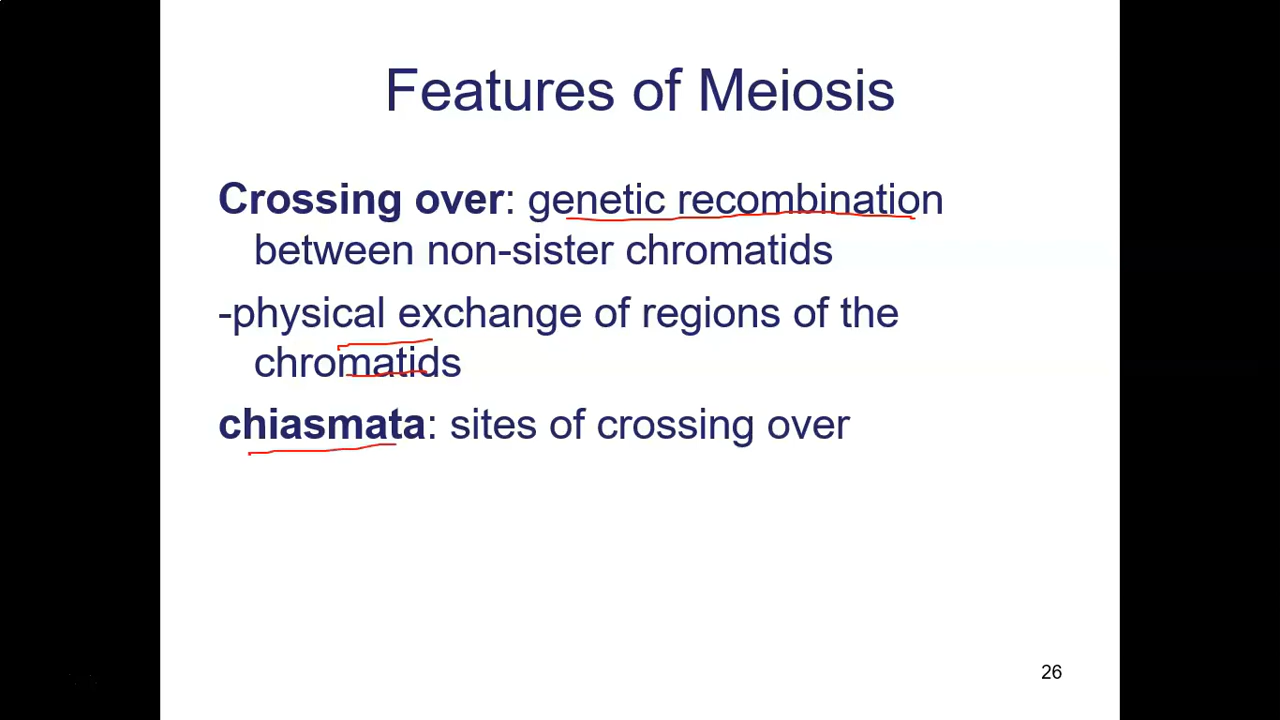 Features of Meiosis
Crossing over: genetic recombination
between non-sister chromatids
-physical exchange of regions of the
chromatids
chiasmata: sites of crossing over
26